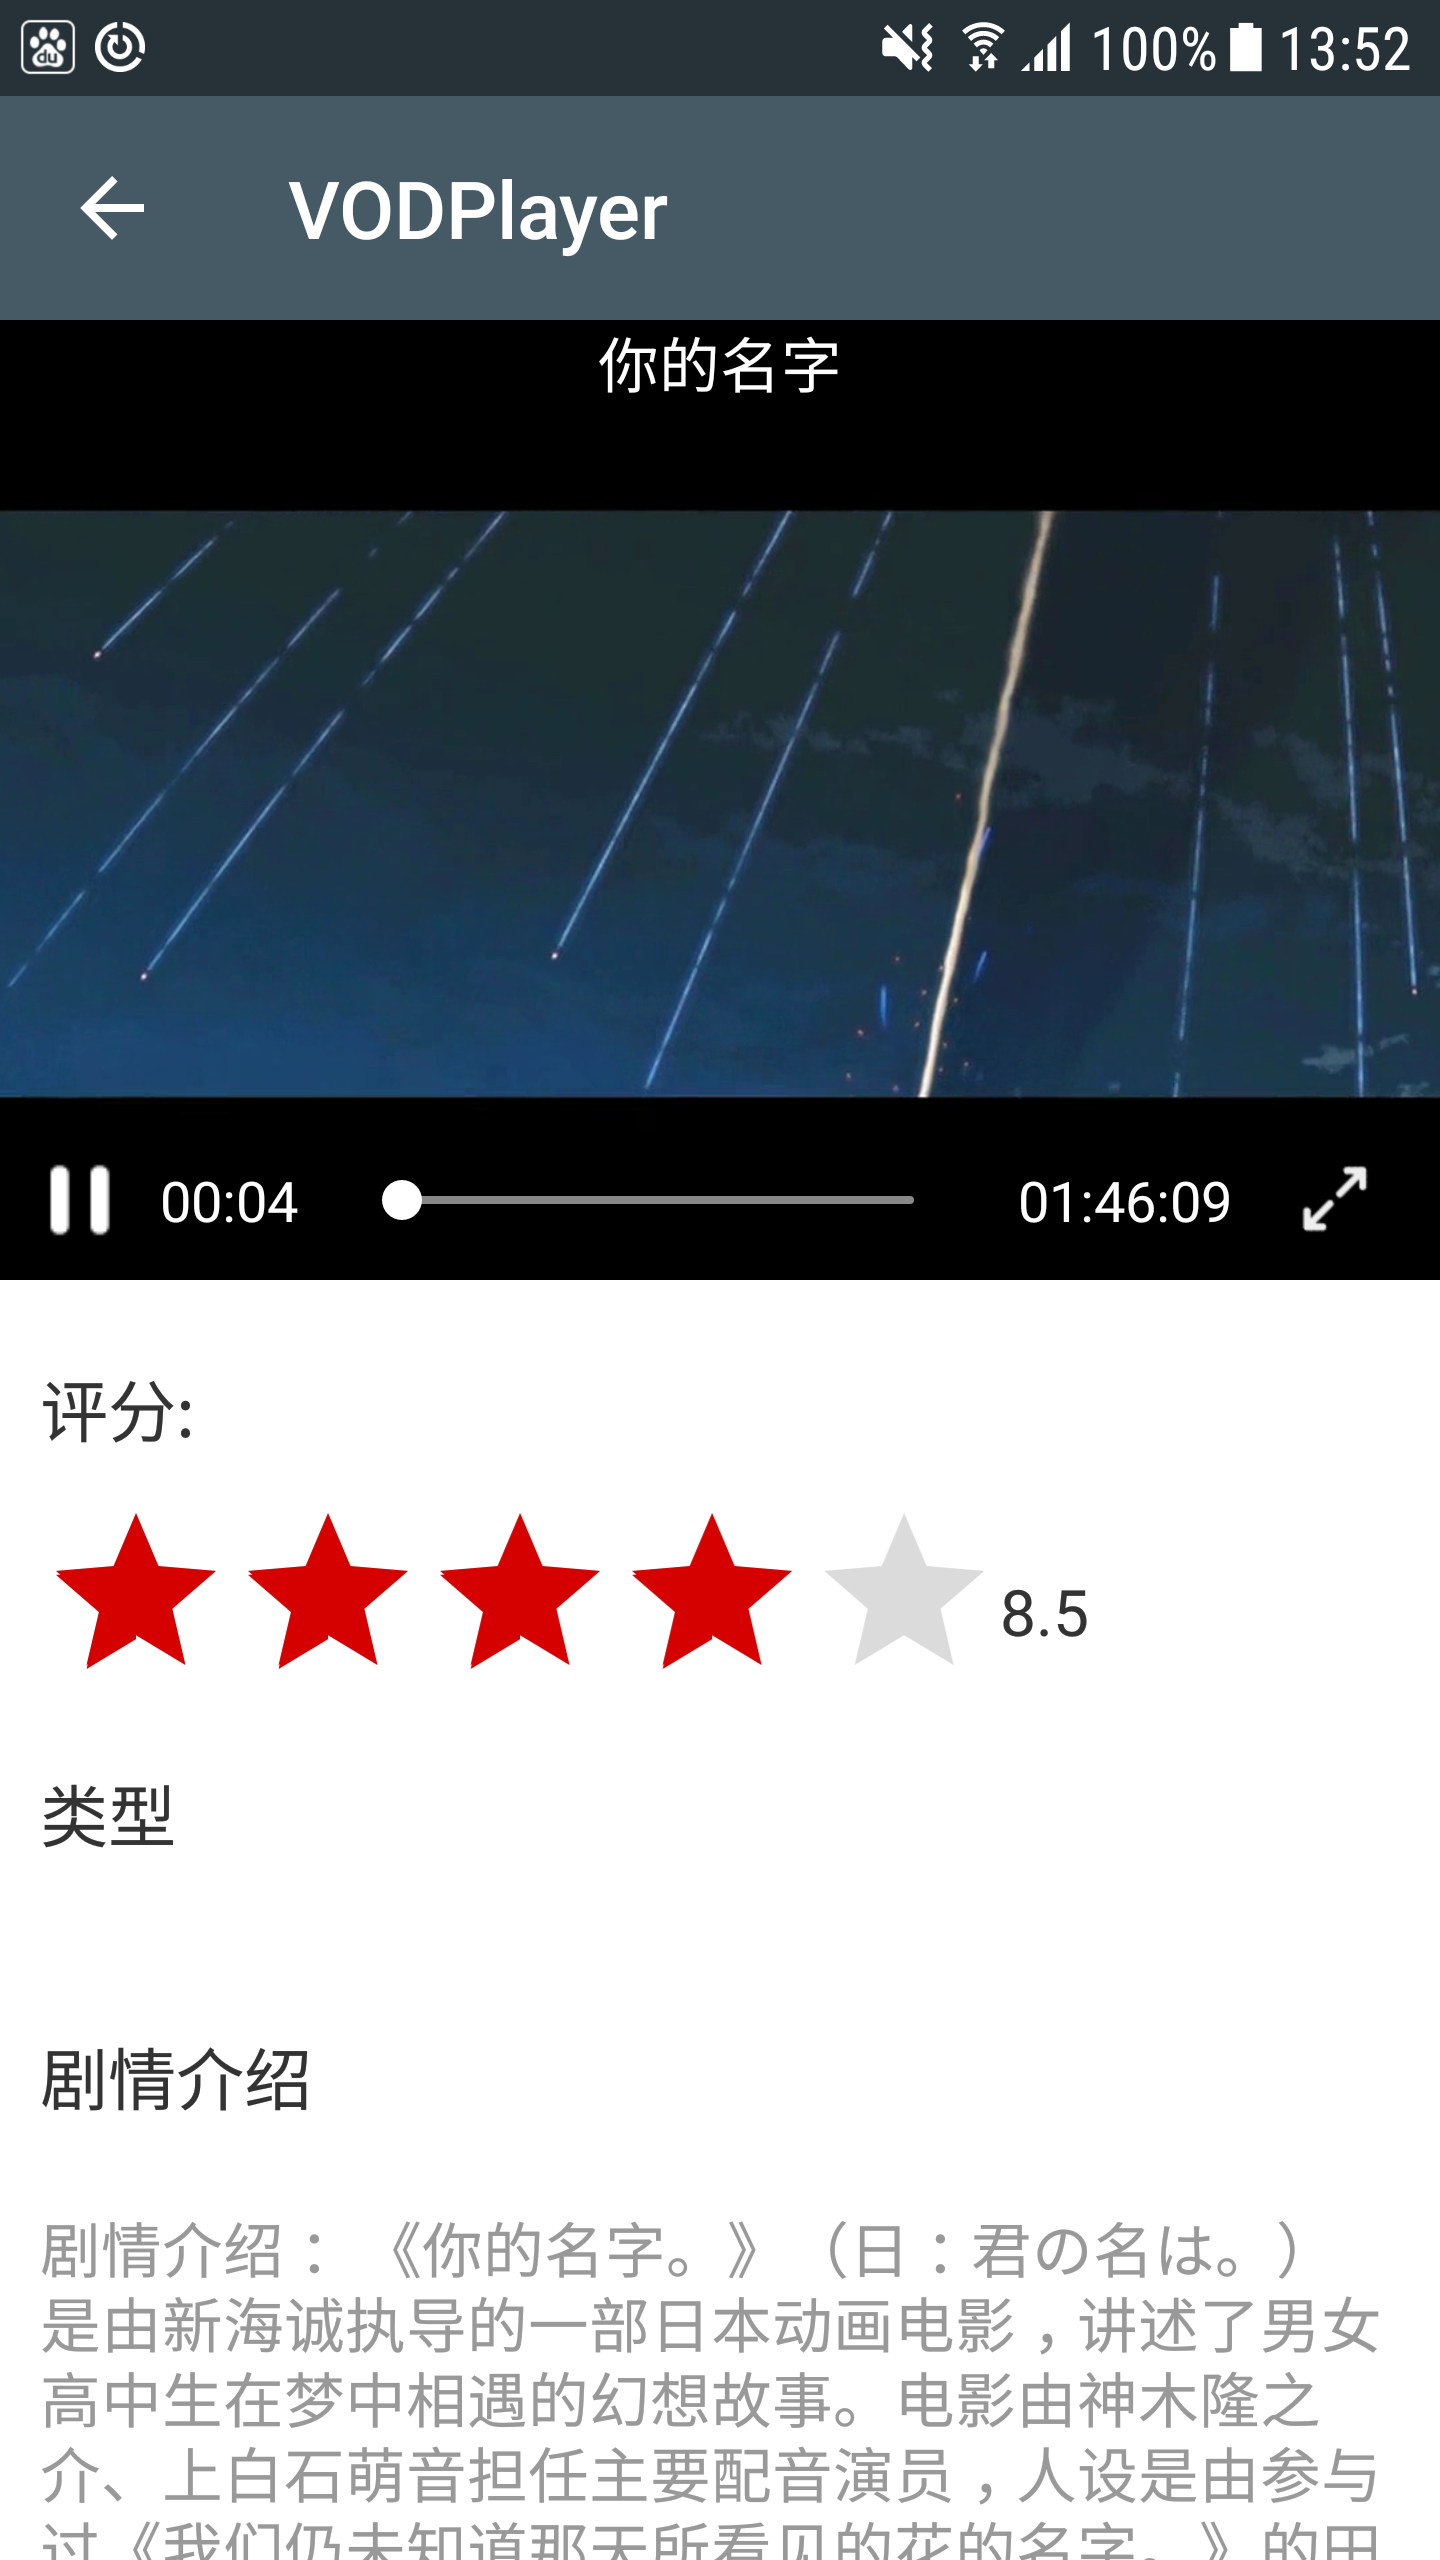 du
100% 13:52
VODPlayer
你的名字
00:04
01:46:09
评分:
8.5
类型
剧情介绍
剧情介绍：《你的名字。》（日：君の名は。）
是由新海诚执导的一部日本动画电影，讲述了男女
高中生在梦中相遇的幻想故事。电影由神木隆之
介、上白石萌音担任主要配音演员，人设是由参与
过《我们仍未知道那天所看见的花的名字。》的田